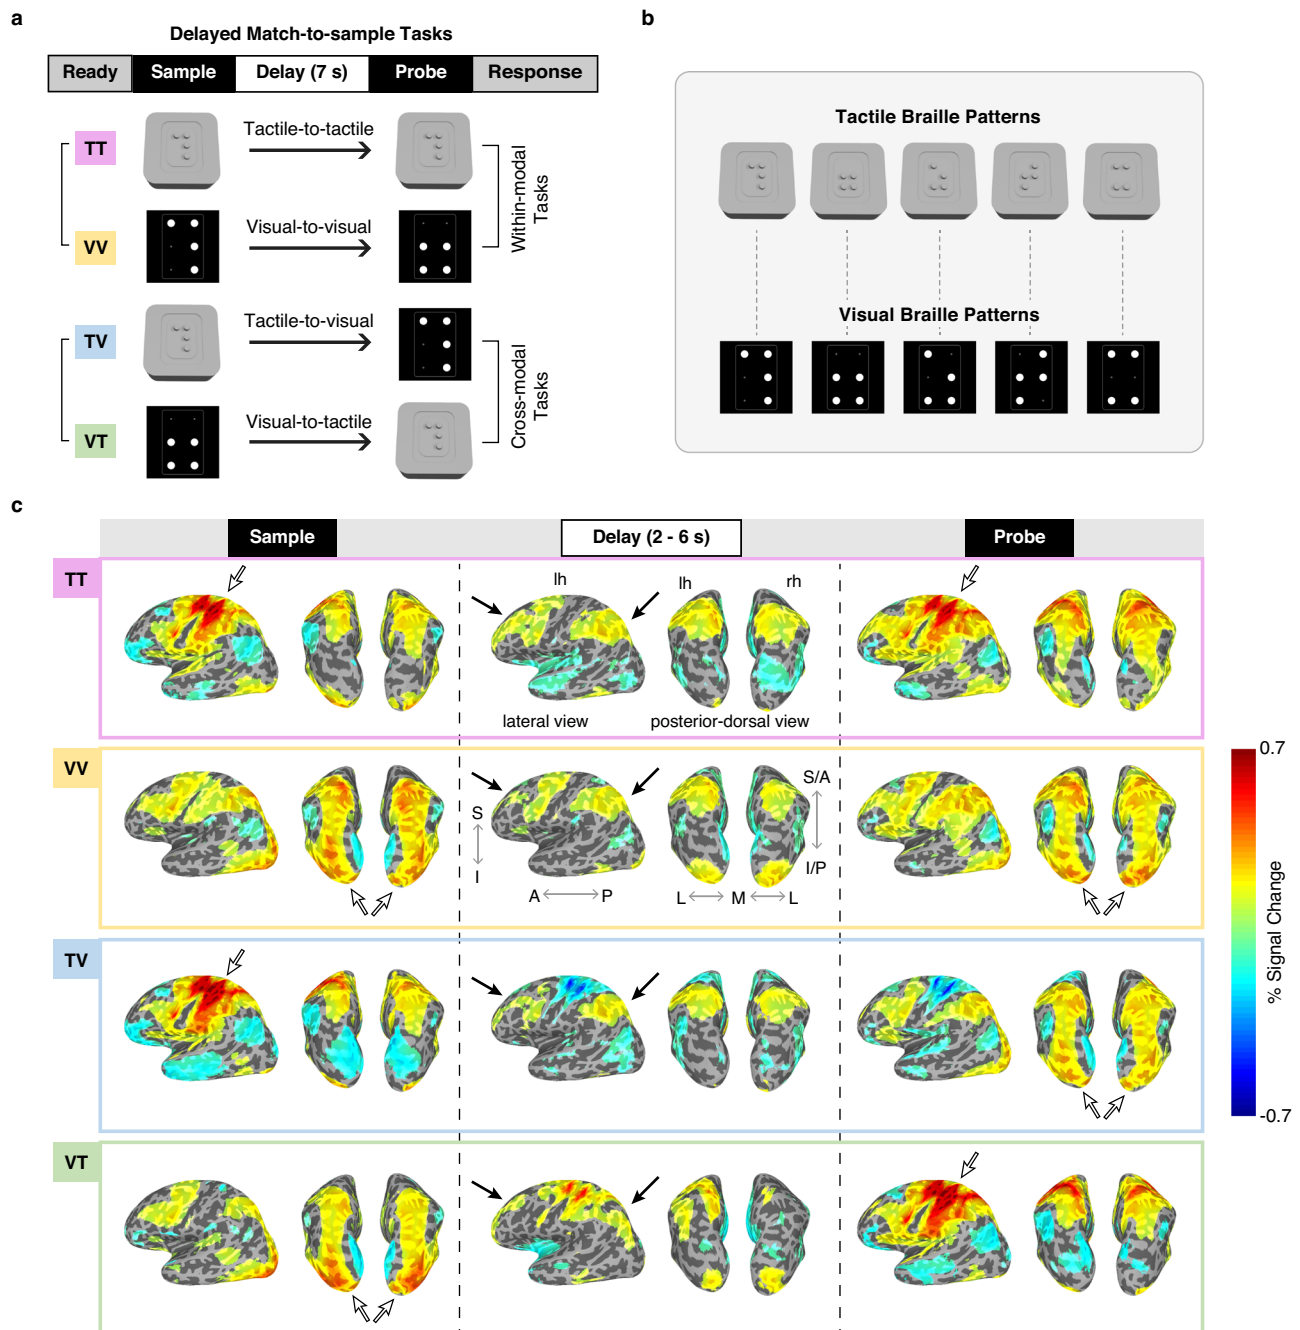 a
Delayed Match-to-sample Tasks
Ready Sample Delay (7 s) Probe Response
TT
Tactile-to-tactile
VV
Visual-to-visual
Within-modal
Tasks
TV
Tactile-to-visual
VT
Visual-to-tactile
Cross-modal
Tasks
b
Tactile Braille Patterns
Visual Braille Patterns
c
Sample Delay (2 - 6 s) Probe
TT
lh lh rh
lateral view posterior-dorsal view
VV
S
I
A P
L M L
S/A
I/P
TV
VT
0.7
% Signal Change
-0.7